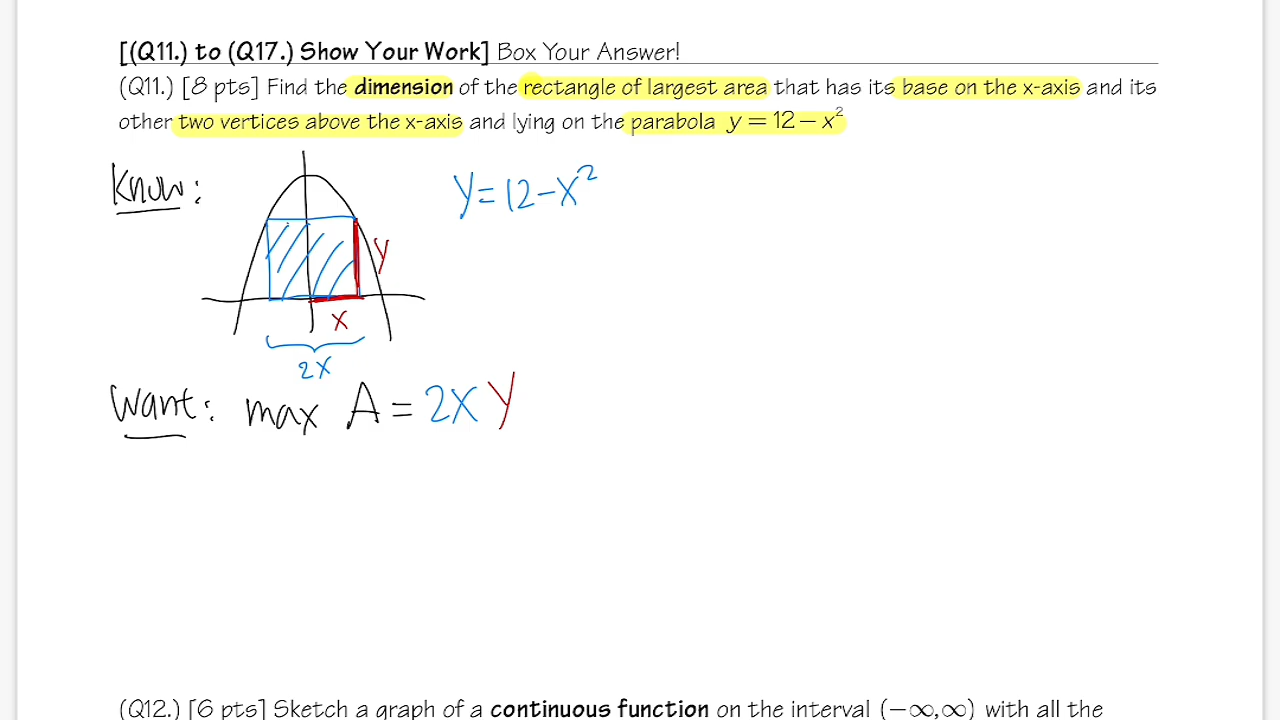 [(Q11.) to (Q17.) Show Your Work] Box Your Answer!
(Q11.) [8 pts] Find the dimension of the rectangle of largest area that has its base on the x-axis and its
other two vertices above the x-axis and lying on the parabola y = 12 − x²
Know:
y = 12 − x²
y
x
2x
Want: max A = 2x y
(Q12.) [6 pts] Sketch a graph of a continuous function on the interval (−∞,∞) with all the